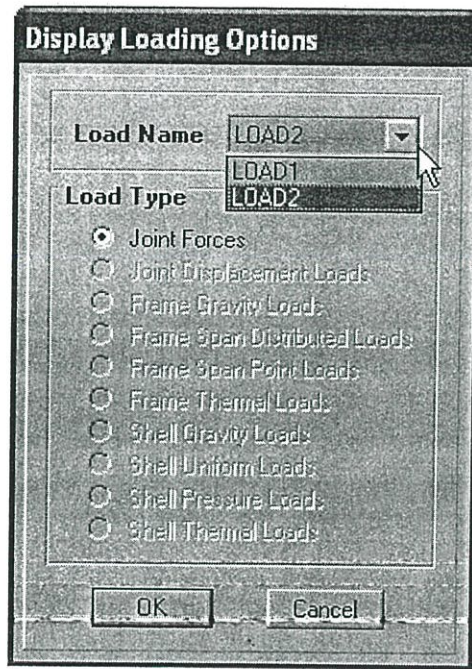 Display Loading Options
Load Name LOAD2
LOAD1
LOAD2
Load Type
Joint Forces
Joint Displacement Loads
Frame Gravity Loads
Frame Span Distributed Loads
Frame Span Point Loads
Frame Thermal Loads
Shell Gravity Loads
Shell Uniform Loads
Shell Pressure Loads
Shell Thermal Loads
OK Cancel